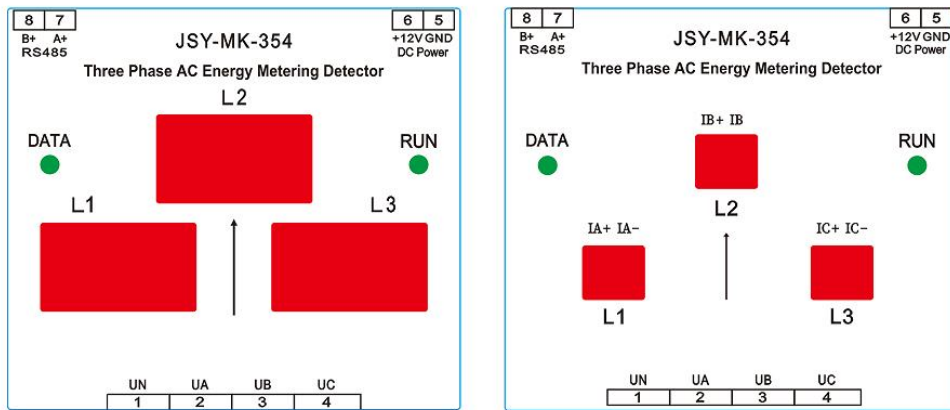 8 7
B+ A+
RS485
6 5
+12V GND
DC Power
JSY-MK-354
Three Phase AC Energy Metering Detector
L2
DATA
RUN
L1
L3
UN UA UB UC
1 2 3 4
8 7
B+ A+
RS485
6 5
+12V GND
DC Power
JSY-MK-354
Three Phase AC Energy Metering Detector
IB+ IB
DATA
RUN
L2
IA+ IA-
IC+ IC-
L1
L3
UN UA UB UC
1 2 3 4